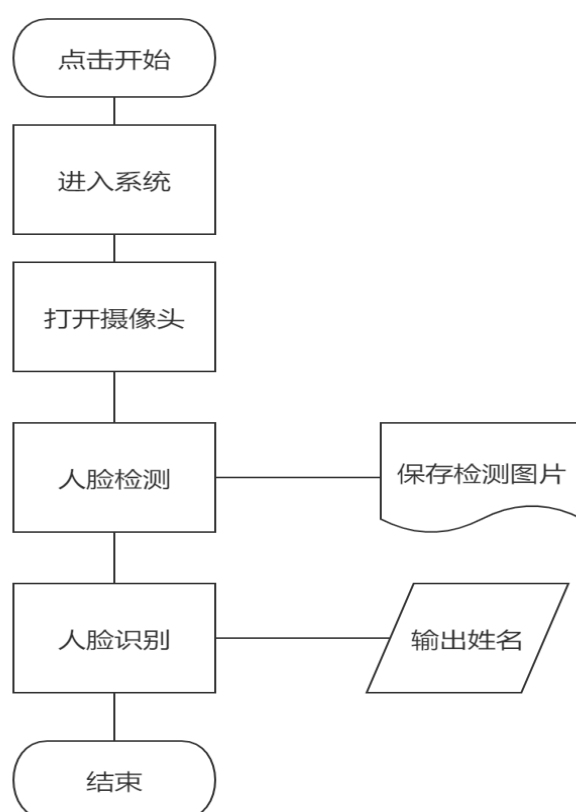 点击开始
进入系统
打开摄像头
人脸检测
保存检测图片
人脸识别
输出姓名
结束